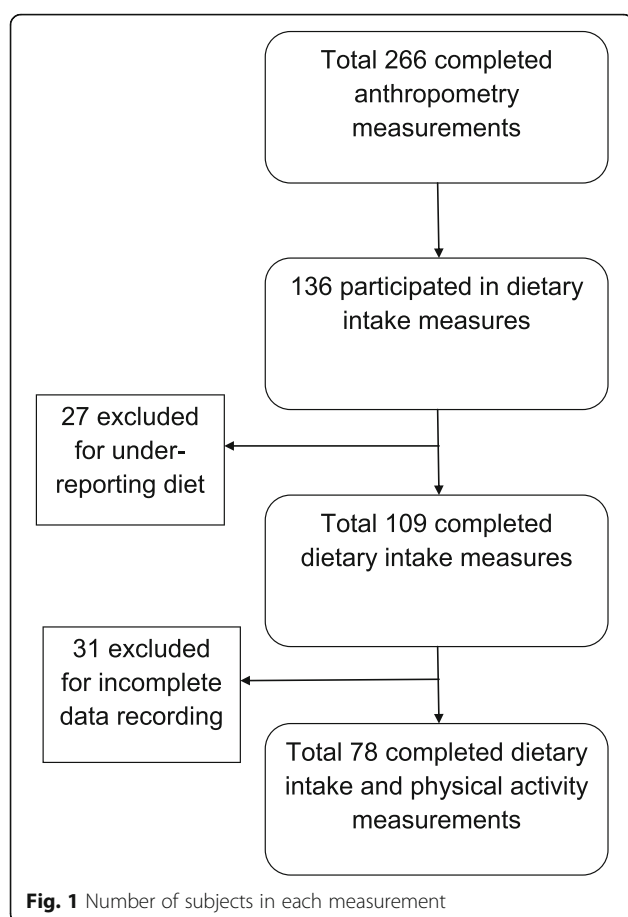 Total 266 completed
anthropometry
measurements
136 participated in dietary
intake measures
27 excluded
for under-
reporting diet
Total 109 completed
dietary intake measures
31 excluded
for incomplete
data recording
Total 78 completed dietary
intake and physical activity
measurements
Fig. 1 Number of subjects in each measurement